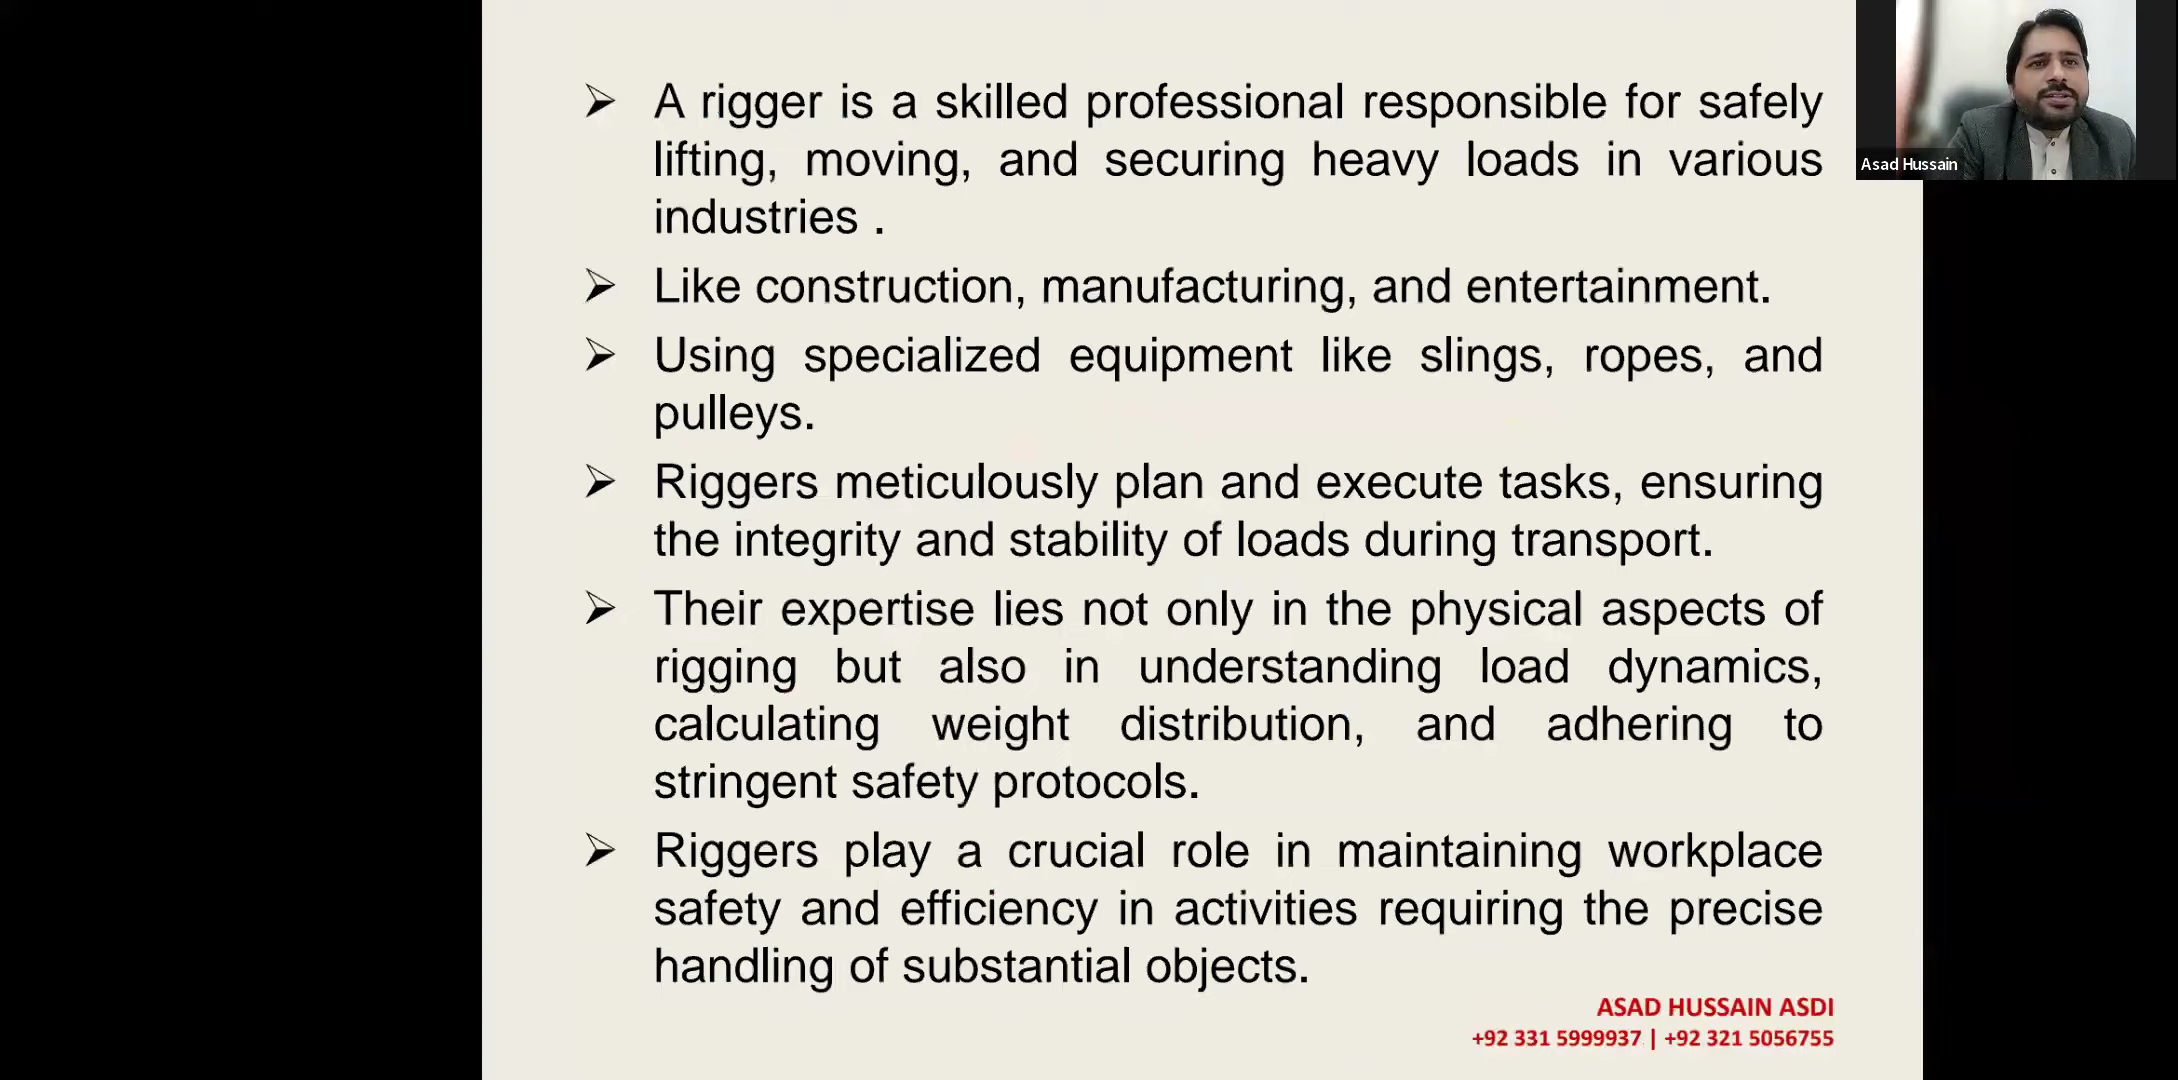 A rigger is a skilled professional responsible for safely
lifting, moving, and securing heavy loads in various
industries .
Like construction, manufacturing, and entertainment.
Using specialized equipment like slings, ropes, and
pulleys.
Riggers meticulously plan and execute tasks, ensuring
the integrity and stability of loads during transport.
Their expertise lies not only in the physical aspects of
rigging but also in understanding load dynamics,
calculating weight distribution, and adhering to
stringent safety protocols.
Riggers play a crucial role in maintaining workplace
safety and efficiency in activities requiring the precise
handling of substantial objects.
ASAD HUSSAIN ASDI
+92 331 5999937 | +92 321 5056755
Asad Hussain